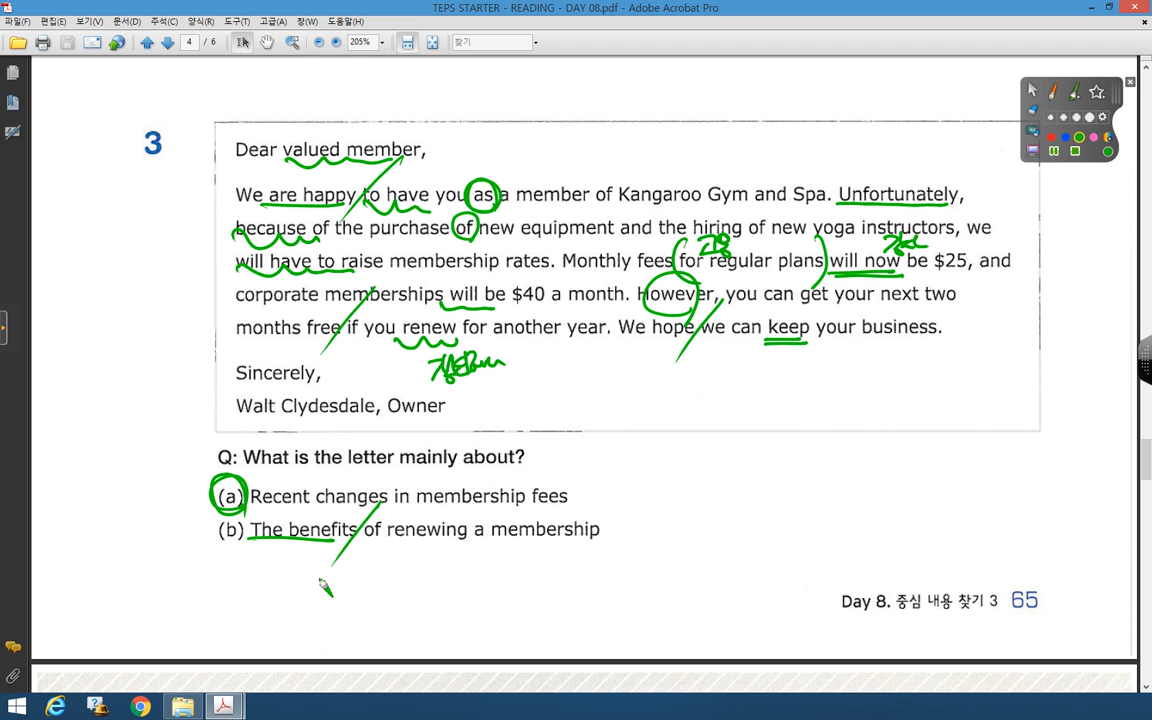 TEPS STARTER - READING - DAY 08.pdf - Adobe Acrobat Pro
파일(F) 편집(E) 보기(V) 문서(D) 주석(C) 양식(R) 도구(T) 고급(A) 창(W) 도움말(H)
4 / 6 205% 찾기
3
Dear valued member,
We are happy to have you as a member of Kangaroo Gym and Spa. Unfortunately,
because of the purchase of new equipment and the hiring of new yoga instructors, we
will have to raise membership rates. Monthly fees for regular plans will now be $25, and
corporate memberships will be $40 a month. However, you can get your next two
months free if you renew for another year. We hope we can keep your business.
Sincerely,
Walt Clydesdale, Owner
Q: What is the letter mainly about?
(a) Recent changes in membership fees
(b) The benefits of renewing a membership
Day 8. 중심 내용 찾기 3 65